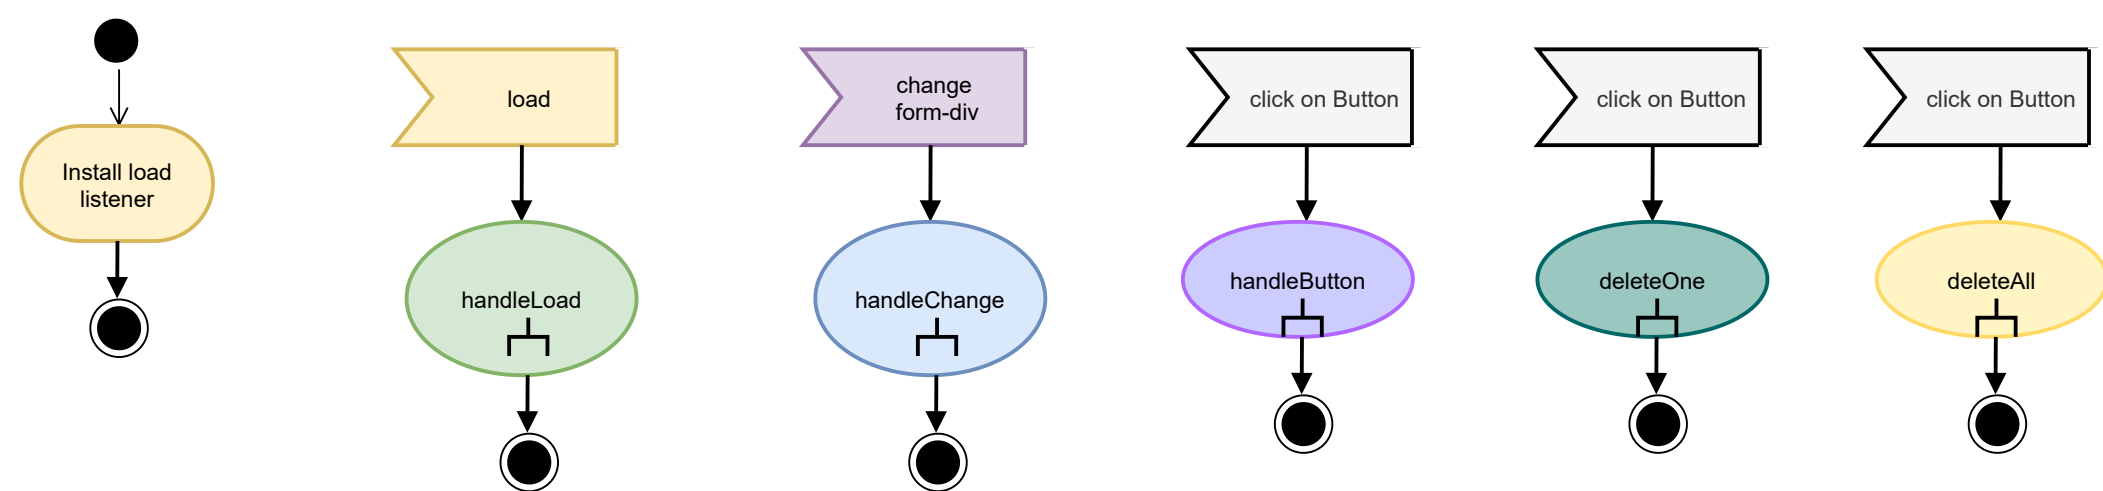 Install load
listener
load
handleLoad
change
form-div
handleChange
click on Button
handleButton
click on Button
deleteOne
click on Button
deleteAll